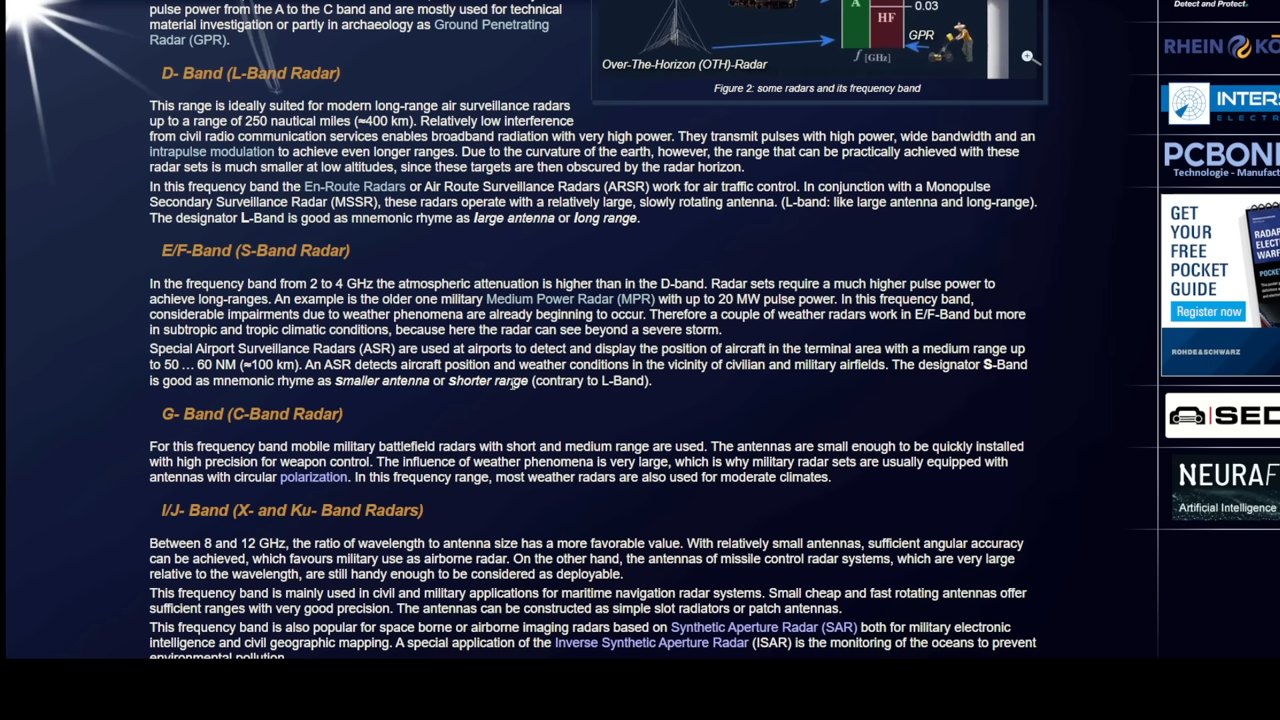 pulse power from the A to the C band and are mostly used for technical
material investigation or partly in archaeology as Ground Penetrating
Radar (GPR).
A
HF
0.03
GPR
f [GHz]
Over-The-Horizon (OTH)-Radar
Figure 2: some radars and its frequency band
D- Band (L-Band Radar)
This range is ideally suited for modern long-range air surveillance radars
up to a range of 250 nautical miles (≈400 km). Relatively low interference
from civil radio communication services enables broadband radiation with very high power. They transmit pulses with high power, wide bandwidth and an
intrapulse modulation to achieve even longer ranges. Due to the curvature of the earth, however, the range that can be practically achieved with these
radar sets is much smaller at low altitudes, since these targets are then obscured by the radar horizon.
In this frequency band the En-Route Radars or Air Route Surveillance Radars (ARSR) work for air traffic control. In conjunction with a Monopulse
Secondary Surveillance Radar (MSSR), these radars operate with a relatively large, slowly rotating antenna. (L-band: like large antenna and long-range).
The designator L-Band is good as mnemonic rhyme as large antenna or long range.
E/F-Band (S-Band Radar)
In the frequency band from 2 to 4 GHz the atmospheric attenuation is higher than in the D-band. Radar sets require a much higher pulse power to
achieve long-ranges. An example is the older one military Medium Power Radar (MPR) with up to 20 MW pulse power. In this frequency band,
considerable impairments due to weather phenomena are already beginning to occur. Therefore a couple of weather radars work in E/F-Band but more
in subtropic and tropic climatic conditions, because here the radar can see beyond a severe storm.
Special Airport Surveillance Radars (ASR) are used at airports to detect and display the position of aircraft in the terminal area with a medium range up
to 50 … 60 NM (≈100 km). An ASR detects aircraft position and weather conditions in the vicinity of civilian and military airfields. The designator S-Band
is good as mnemonic rhyme as smaller antenna or shorter range (contrary to L-Band).
G- Band (C-Band Radar)
For this frequency band mobile military battlefield radars with short and medium range are used. The antennas are small enough to be quickly installed
with high precision for weapon control. The influence of weather phenomena is very large, which is why military radar sets are usually equipped with
antennas with circular polarization. In this frequency range, most weather radars are also used for moderate climates.
I/J- Band (X- and Ku- Band Radars)
Between 8 and 12 GHz, the ratio of wavelength to antenna size has a more favorable value. With relatively small antennas, sufficient angular accuracy
can be achieved, which favours military use as airborne radar. On the other hand, the antennas of missile control radar systems, which are very large
relative to the wavelength, are still handy enough to be considered as deployable.
This frequency band is mainly used in civil and military applications for maritime navigation radar systems. Small cheap and fast rotating antennas offer
sufficient ranges with very good precision. The antennas can be constructed as simple slot radiators or patch antennas.
This frequency band is also popular for space borne or airborne imaging radars based on Synthetic Aperture Radar (SAR) both for military electronic
intelligence and civil geographic mapping. A special application of the Inverse Synthetic Aperture Radar (ISAR) is the monitoring of the oceans to prevent
environmental pollution.
Detect and Protect.
RHEIN KO
INTERS
ELECTR
PCBONI
Technologie - Manufact
GET
YOUR
FREE
POCKET
GUIDE
Register now
RADAR
ELECT
WARF
POCKET
ROHDE&SCHWARZ
SED
NEURAF
Artificial Intelligence